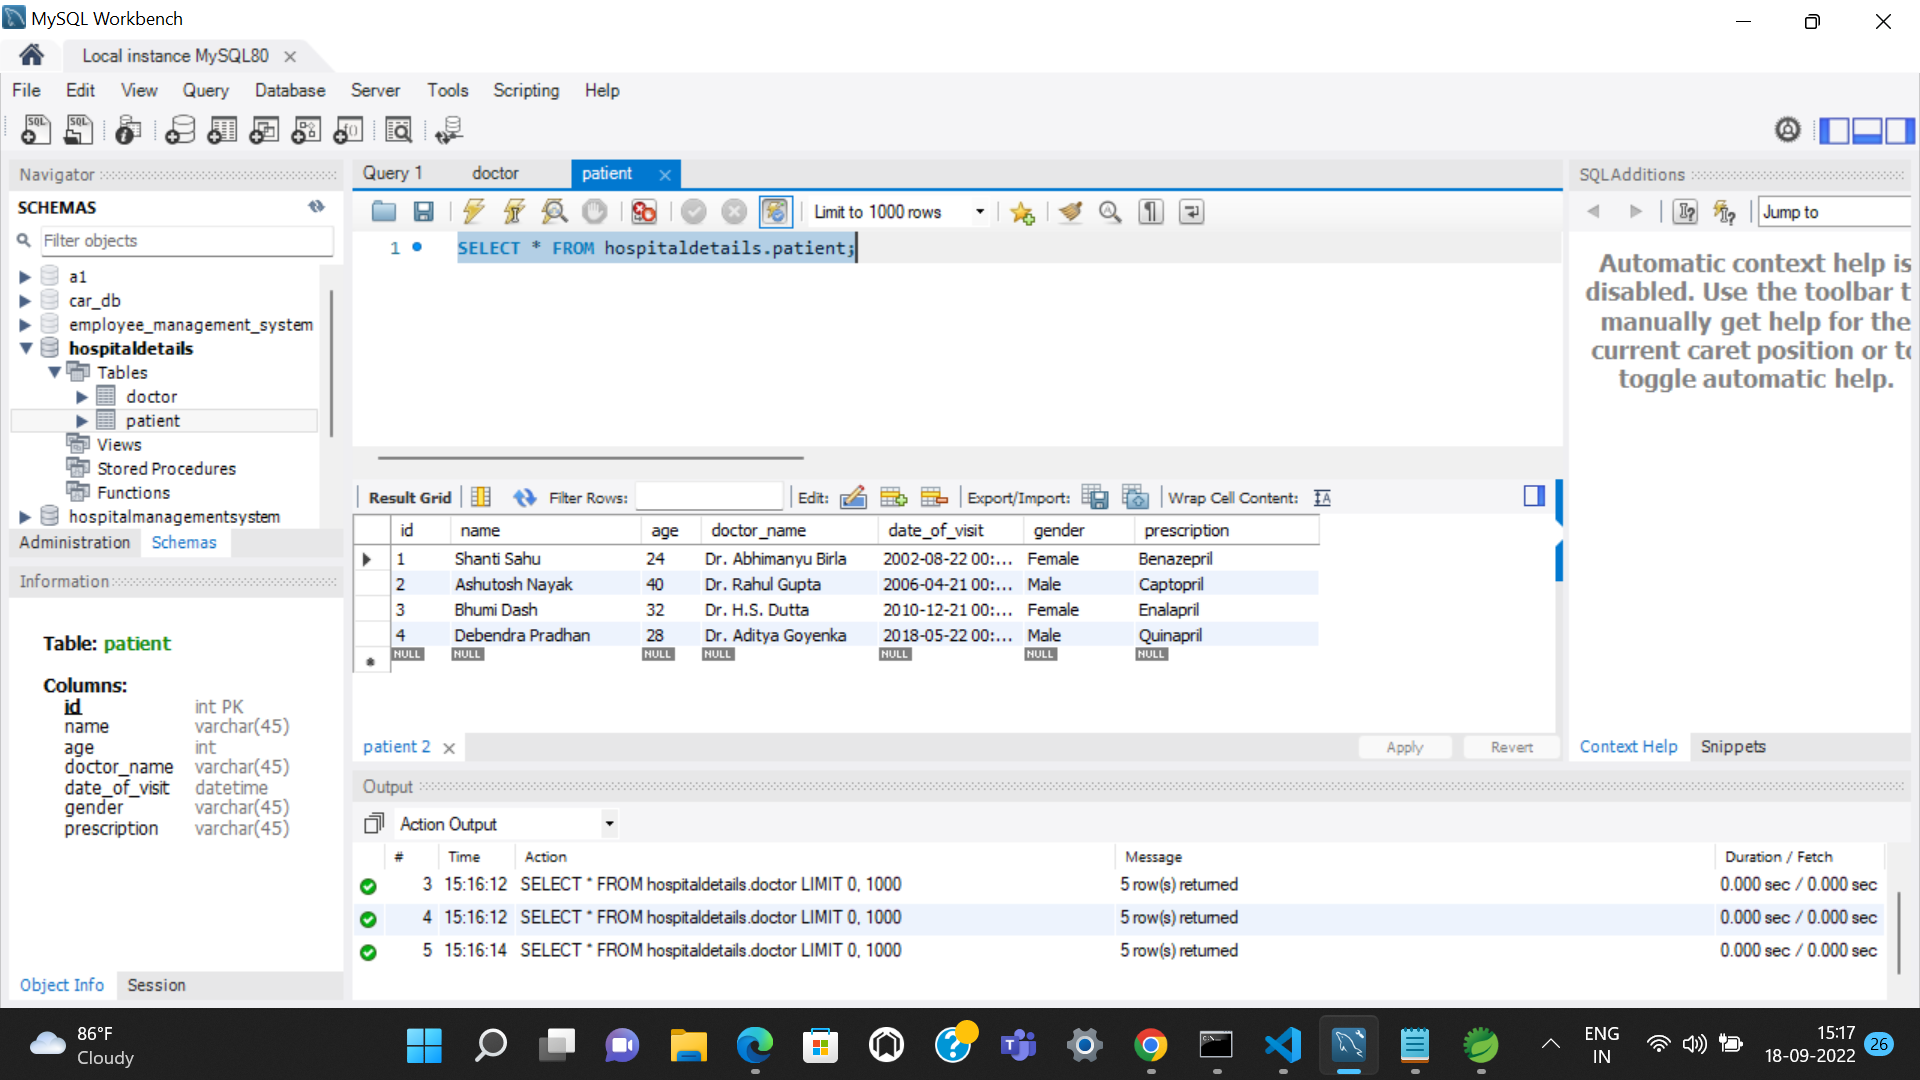 MySQL Workbench
Local instance MySQL80
File Edit View Query Database Server Tools Scripting Help
Navigator
SCHEMAS
Filter objects
a1
car_db
employee_management_system
hospitaldetails
Tables
doctor
patient
Views
Stored Procedures
Functions
hospitalmanagementsystem
Administration Schemas
Information
Table: patient
Columns:
id int PK
name varchar(45)
age int
doctor_name varchar(45)
date_of_visit datetime
gender varchar(45)
prescription varchar(45)
Object Info Session
Query 1 doctor patient
Limit to 1000 rows
1 SELECT * FROM hospitaldetails.patient;
Result Grid Filter Rows: Edit: Export/Import: Wrap Cell Content:
id name age doctor_name date_of_visit gender prescription
1 Shanti Sahu 24 Dr. Abhimanyu Birla 2002-08-22 00:... Female Benazepril
2 Ashutosh Nayak 40 Dr. Rahul Gupta 2006-04-21 00:... Male Captopril
3 Bhumi Dash 32 Dr. H.S. Dutta 2010-12-21 00:... Female Enalapril
4 Debendra Pradhan 28 Dr. Aditya Goyenka 2018-05-22 00:... Male Quinapril
NULL NULL NULL NULL NULL NULL NULL
patient 2 Apply Revert
SQLAdditions
Jump to
Automatic context help is
disabled. Use the toolbar t
manually get help for the
current caret position or to
toggle automatic help.
Context Help Snippets
Output
Action Output
# Time Action Message Duration / Fetch
3 15:16:12 SELECT * FROM hospitaldetails.doctor LIMIT 0, 1000 5 row(s) returned 0.000 sec / 0.000 sec
4 15:16:12 SELECT * FROM hospitaldetails.doctor LIMIT 0, 1000 5 row(s) returned 0.000 sec / 0.000 sec
5 15:16:14 SELECT * FROM hospitaldetails.doctor LIMIT 0, 1000 5 row(s) returned 0.000 sec / 0.000 sec
86°F
Cloudy
ENG
IN
15:17
18-09-2022
26